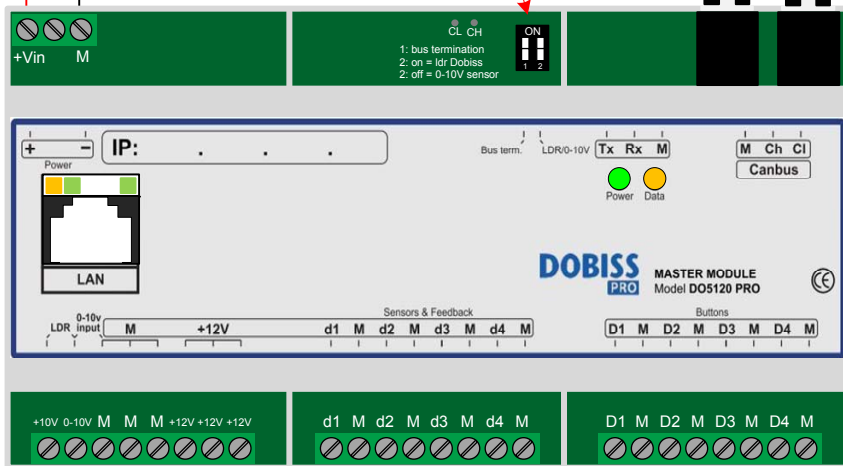 CL CH
ON
1: bus termination
2: on = ldr Dobiss
2: off = 0-10V sensor
1 2
+Vin M
+ − IP: . . .
Power
Bus term. LDR/0-10V Tx Rx M
M Ch Cl
Canbus
Power Data
LAN
DOBISS
PRO
MASTER MODULE
Model DO5120 PRO
CE
Sensors & Feedback
Buttons
LDR 0-10v input M +12V d1 M d2 M d3 M d4 M D1 M D2 M D3 M D4 M
+10V 0-10V M M M +12V +12V +12V d1 M d2 M d3 M d4 M D1 M D2 M D3 M D4 M